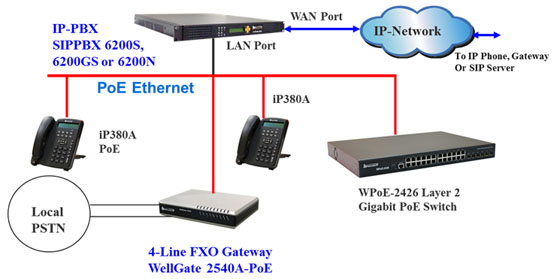 IP-PBX
SIPPBX 6200S,
6200GS or 6200N
WAN Port
LAN Port
IP-Network
To IP Phone, Gateway
Or SIP Server
PoE Ethernet
iP380A
iP380A
PoE
WPoE-2426 Layer 2
Gigabit PoE Switch
Local
PSTN
4-Line FXO Gateway
WellGate 2540A-PoE